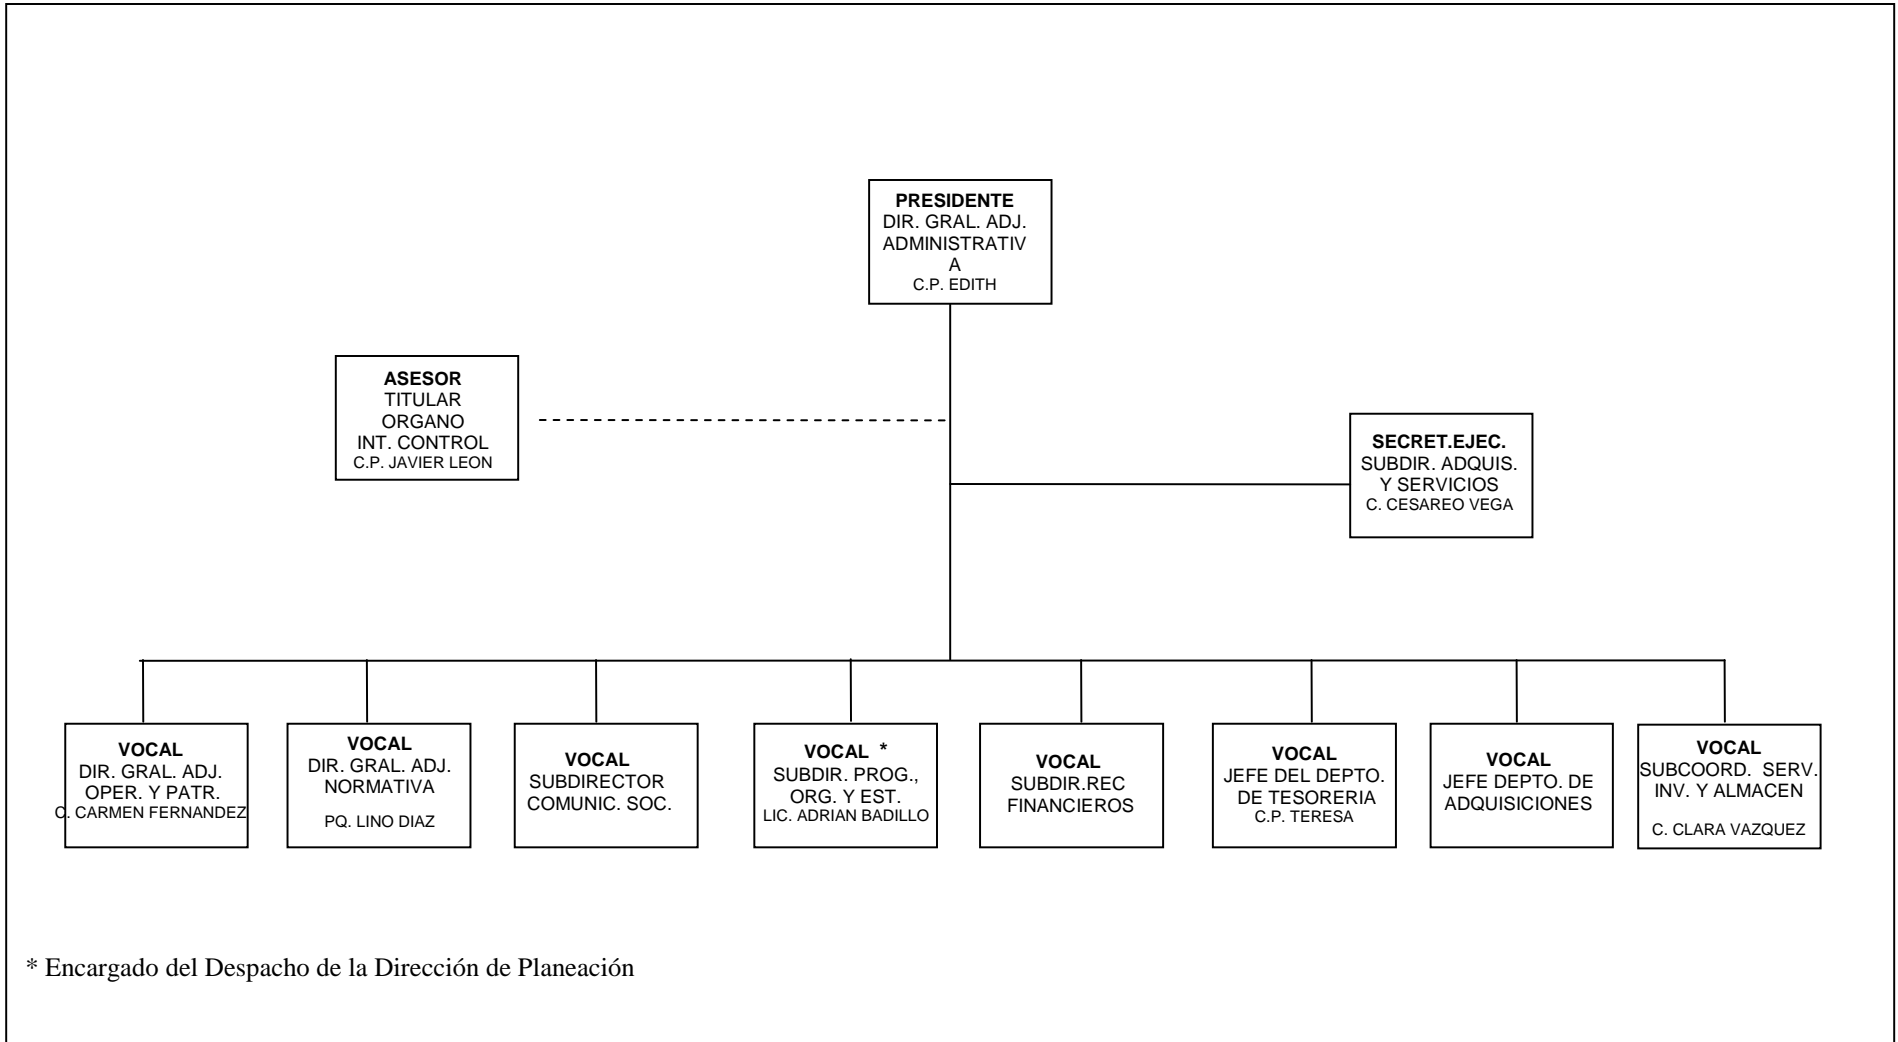 PRESIDENTE
DIR. GRAL. ADJ.
ADMINISTRATIV
A
C.P. EDITH
ASESOR
TITULAR
ORGANO
INT. CONTROL
C.P. JAVIER LEON
SECRET.EJEC.
SUBDIR. ADQUIS.
Y SERVICIOS
C. CESAREO VEGA
VOCAL
DIR. GRAL. ADJ.
OPER. Y PATR.
C. CARMEN FERNANDEZ
VOCAL
DIR. GRAL. ADJ.
NORMATIVA
PQ. LINO DIAZ
VOCAL
SUBDIRECTOR
COMUNIC. SOC.
VOCAL *
SUBDIR. PROG.,
ORG. Y EST.
LIC. ADRIAN BADILLO
VOCAL
SUBDIR.REC
FINANCIEROS
VOCAL
JEFE DEL DEPTO.
DE TESORERIA
C.P. TERESA
VOCAL
JEFE DEPTO. DE
ADQUISICIONES
VOCAL
SUBCOORD. SERV.
INV. Y ALMACEN
C. CLARA VAZQUEZ
* Encargado del Despacho de la Dirección de Planeación